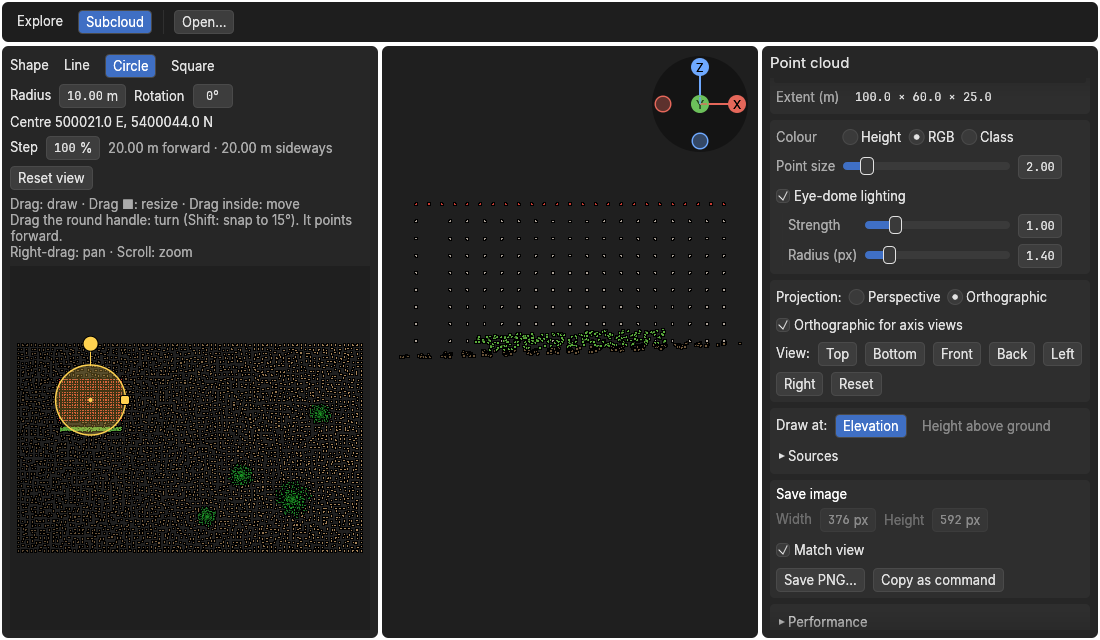 Explore Subcloud Open...
Shape Line Circle Square
Radius 10.00 m Rotation 0°
Centre 500021.0 E, 5400044.0 N
Step 100 % 20.00 m forward · 20.00 m sideways
Reset view
Drag: draw · Drag ■: resize · Drag inside: move
Drag the round handle: turn (Shift: snap to 15°). It points
forward.
Right-drag: pan · Scroll: zoom
Z
Y
X
Point cloud
Extent (m) 100.0 × 60.0 × 25.0
Colour Height RGB Class
Point size 2.00
Eye-dome lighting
Strength 1.00
Radius (px) 1.40
Projection: Perspective Orthographic
Orthographic for axis views
View: Top Bottom Front Back Left
Right Reset
Draw at: Elevation Height above ground
▸ Sources
Save image
Width 376 px Height 592 px
Match view
Save PNG... Copy as command
▸ Performance